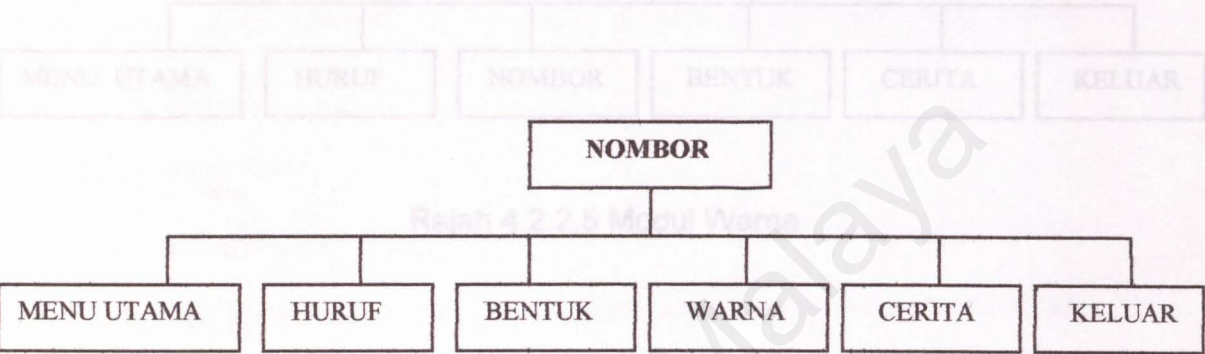 MENU UTAMA HURUF NOMBOR BENTUK CERITA KELUAR
NOMBOR
Rajah 4.2.2.5 Modul Warna
MENU UTAMA HURUF BENTUK WARNA CERITA KELUAR
Malaya